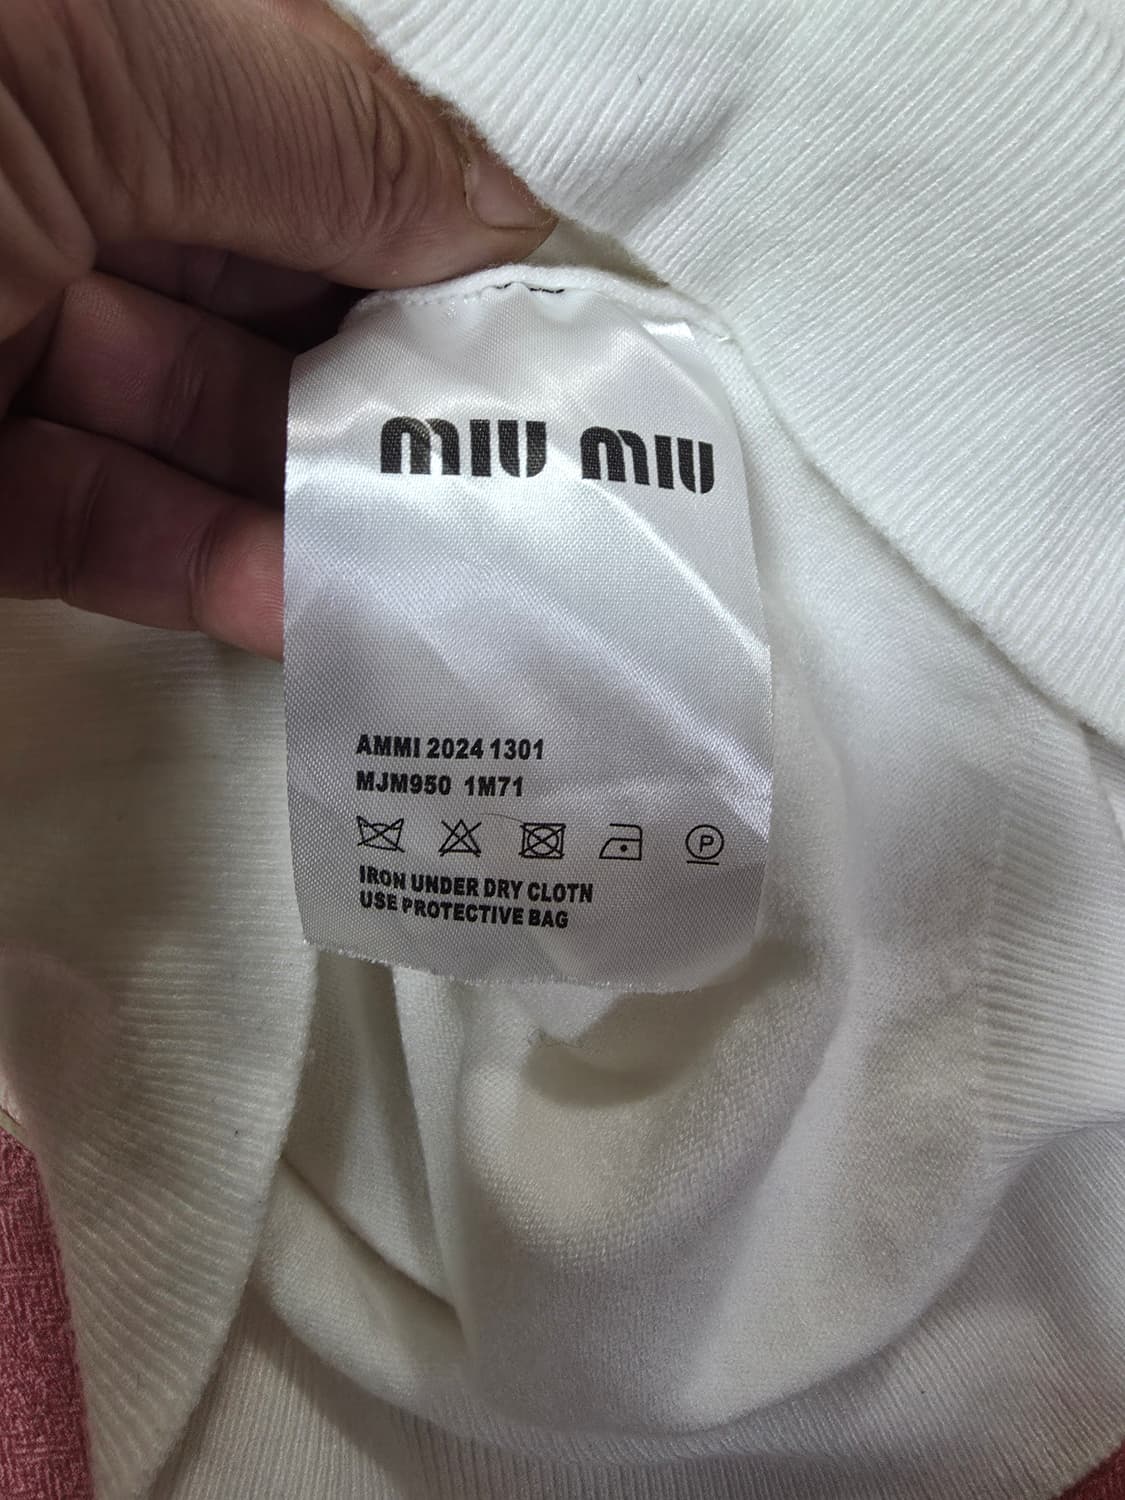 MIU MIU
AMMI 2024 1301
MJM950 1M71
P
IRON UNDER DRY CLOTN
USE PROTECTIVE BAG